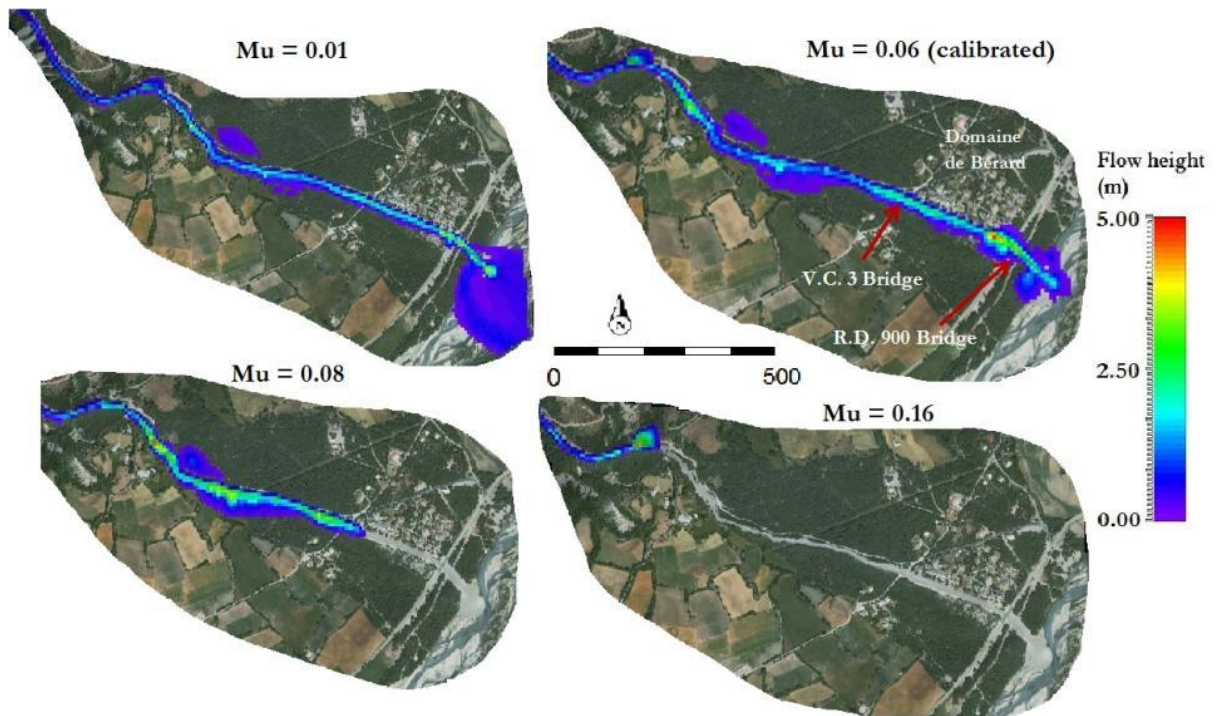 Mu = 0.01
Mu = 0.06 (calibrated)
Domaine
de Bérard
Flow height
(m)
5.00
V.C. 3 Bridge
R.D. 900 Bridge
2.50
N
Mu = 0.08
0
500
Mu = 0.16
0.00